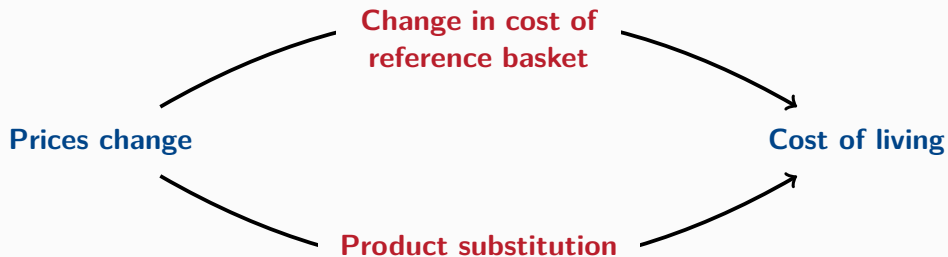 Change in cost of
reference basket
Prices change
Cost of living
Product substitution